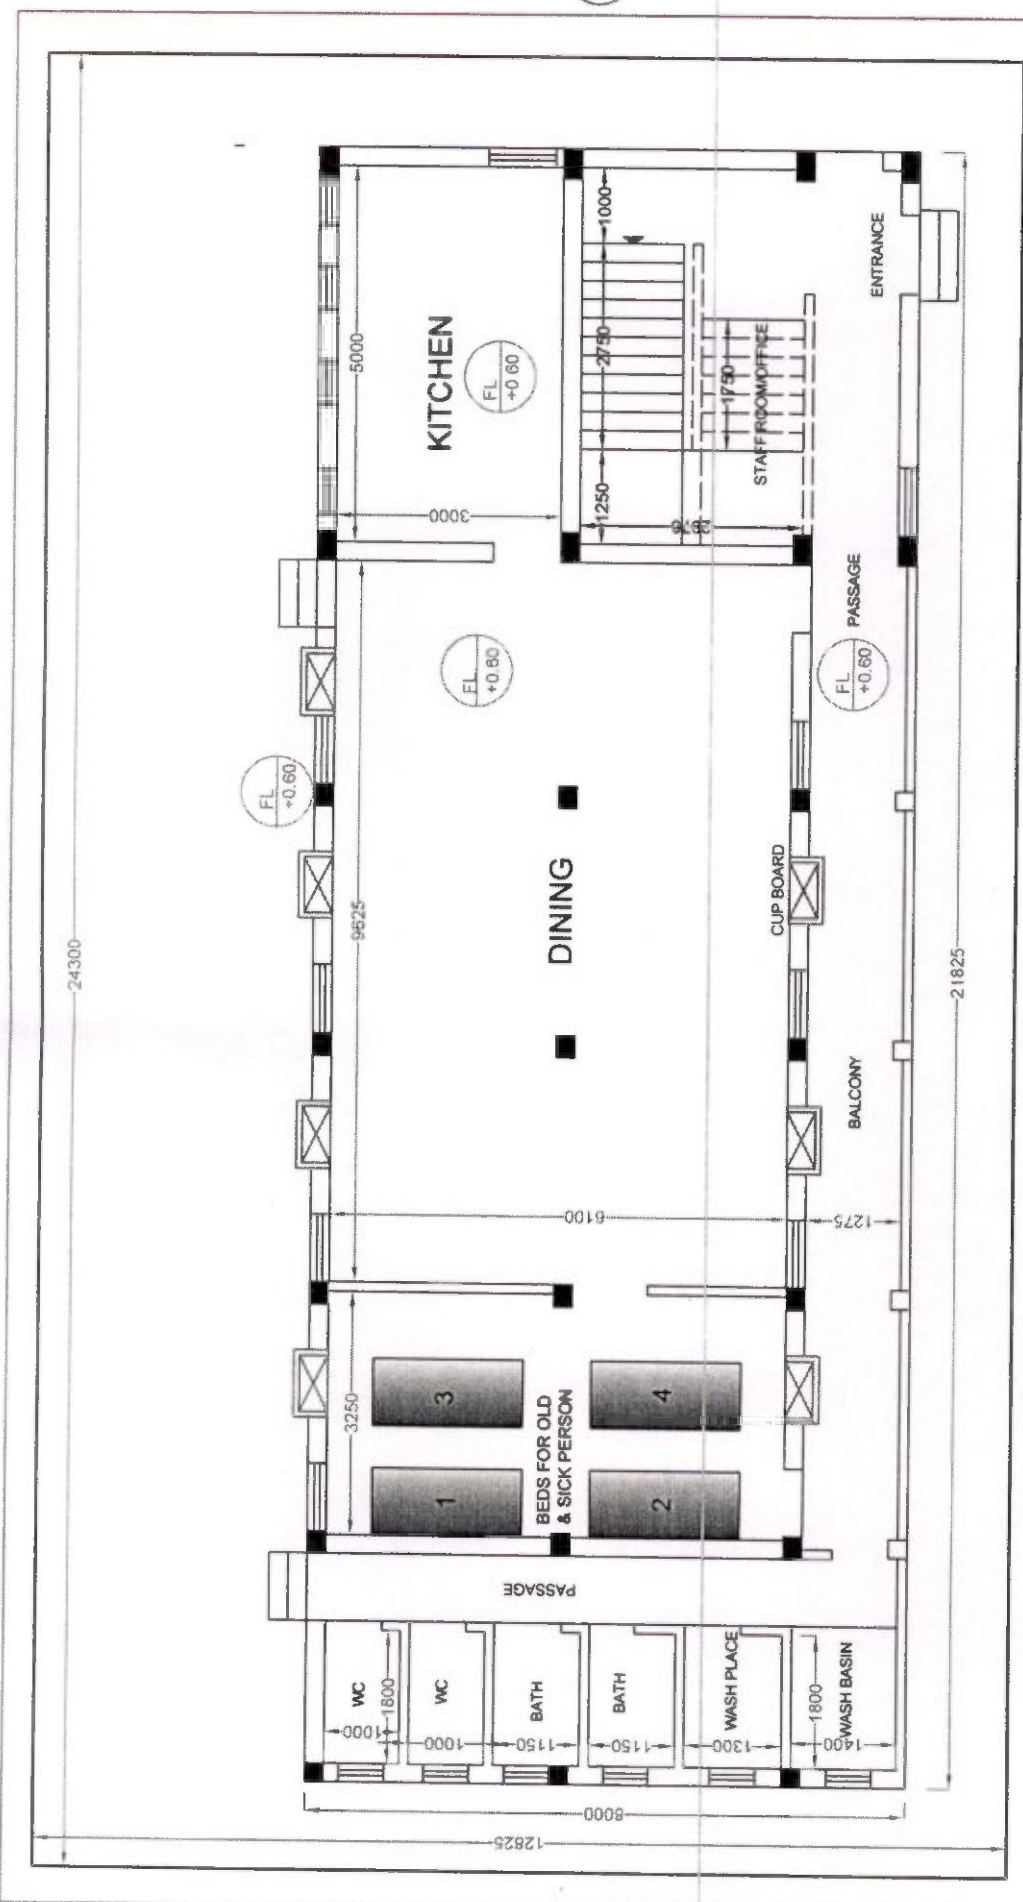 24300
5000
1000
KITCHEN
FL
+0.60
2750
ENTRANCE
1750
STAFF ROOM/OFFICE
3000
1250
PASSAGE
FL
+0.60
FL
+0.60
FL
+0.60
9625
DINING
CUP BOARD
21825
BALCONY
6100
1275
3250
3
4
BEDS FOR OLD
& SICK PERSON
1
2
PASSAGE
WC
1800
1000
WC
1000
BATH
1150
BATH
1150
WASH PLACE
1300
1800
WASH BASIN
1400
8000
12825